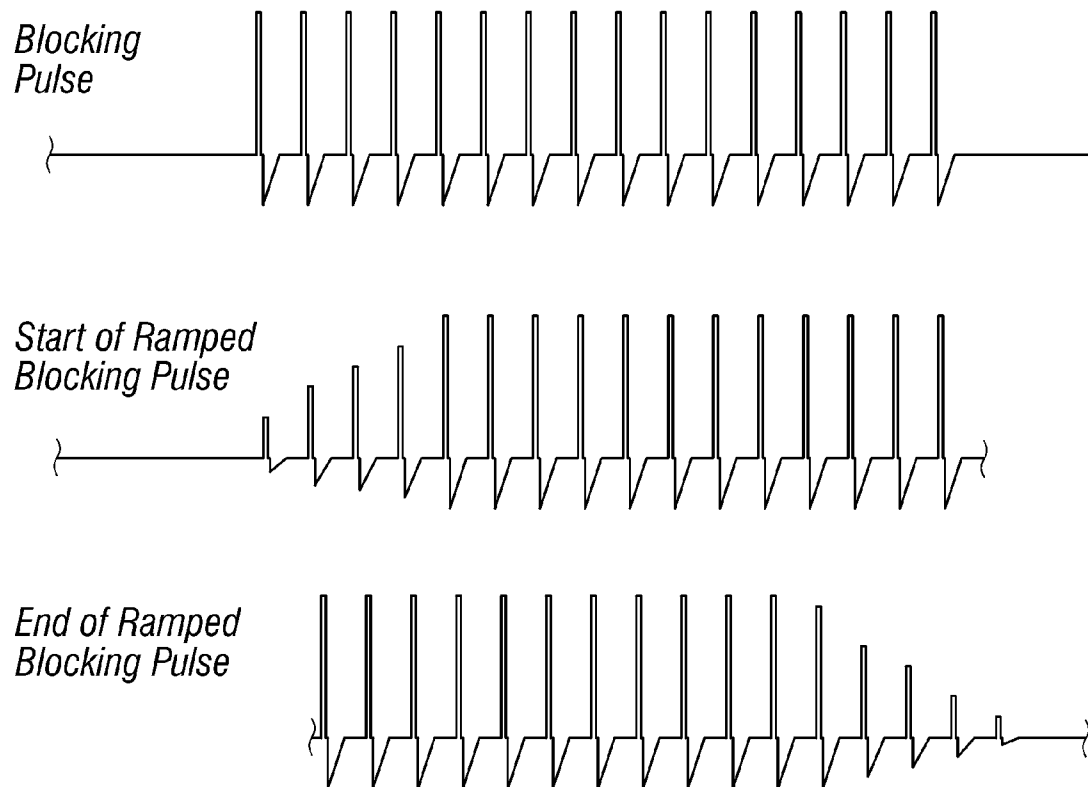 Blocking
Pulse
Start of Ramped
Blocking Pulse
End of Ramped
Blocking Pulse